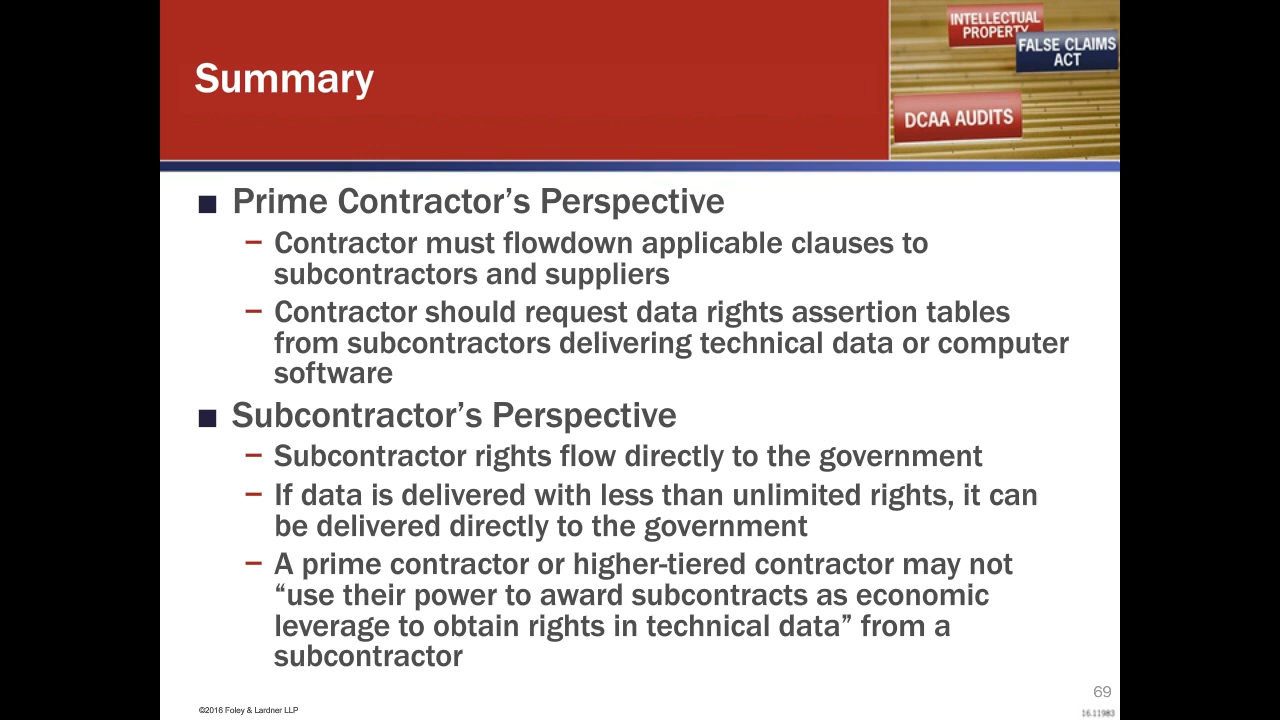 Summary
INTELLECTUAL
PROPERTY
FALSE CLAIMS
ACT
DCAA AUDITS
■ Prime Contractor’s Perspective
– Contractor must flowdown applicable clauses to
subcontractors and suppliers
– Contractor should request data rights assertion tables
from subcontractors delivering technical data or computer
software
■ Subcontractor’s Perspective
– Subcontractor rights flow directly to the government
– If data is delivered with less than unlimited rights, it can
be delivered directly to the government
– A prime contractor or higher-tiered contractor may not
“use their power to award subcontracts as economic
leverage to obtain rights in technical data” from a
subcontractor
69
©2016 Foley & Lardner LLP
16.11983